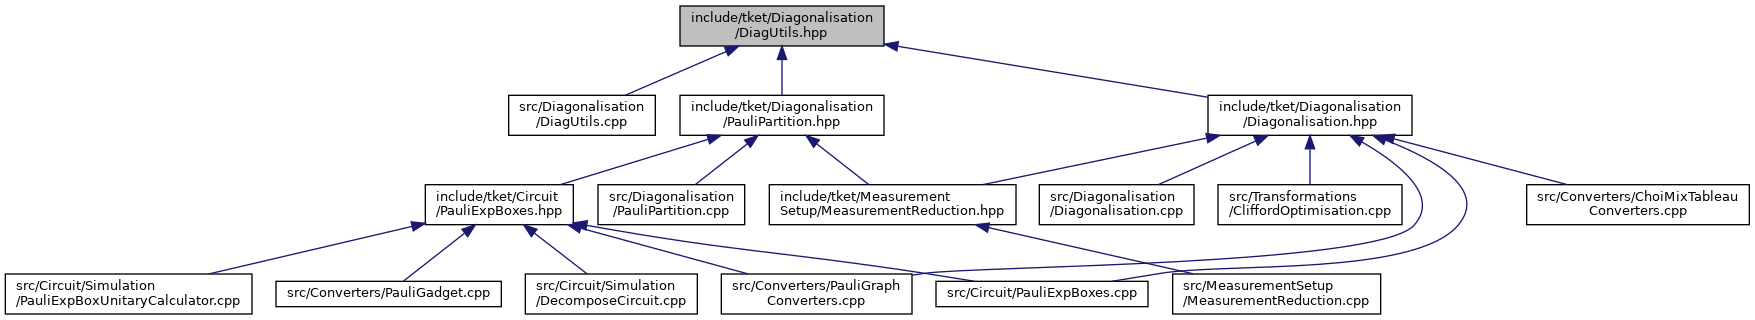 include/tket/Diagonalisation
/DiagUtils.hpp
src/Diagonalisation
/DiagUtils.cpp
include/tket/Diagonalisation
/PauliPartition.hpp
include/tket/Diagonalisation
/Diagonalisation.hpp
include/tket/Circuit
/PauliExpBoxes.hpp
src/Diagonalisation
/PauliPartition.cpp
include/tket/Measurement
Setup/MeasurementReduction.hpp
src/Diagonalisation
/Diagonalisation.cpp
src/Transformations
/CliffordOptimisation.cpp
src/Converters/ChoiMixTableau
Converters.cpp
src/Circuit/Simulation
/PauliExpBoxUnitaryCalculator.cpp
src/Converters/PauliGadget.cpp
src/Circuit/Simulation
/DecomposeCircuit.cpp
src/Converters/PauliGraph
Converters.cpp
src/Circuit/PauliExpBoxes.cpp
src/MeasurementSetup
/MeasurementReduction.cpp